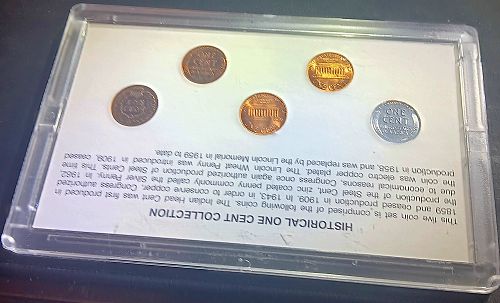 HISTORICAL ONE CENT COLLECTION
This five coin set is comprised of the following coins. The Indian Head Cent was first produced in
1859 and ceased production in 1909. In 1943, in order to conserve copper, Congress authorized
the production of the Steel Cent, Zinc coated penny commonly called the Silver Penny. In 1982,
due to economical reasons, Congress once again authorized production of Zinc Cents, This time
the coin was electro copper plated. The Lincoln Wheat Penny was introduced in 1909, ceased
production in 1958, and was replaced by the Lincoln Memorial in 1959 to date.
ONE
CENT
ONE
CENT
ONE
CENT